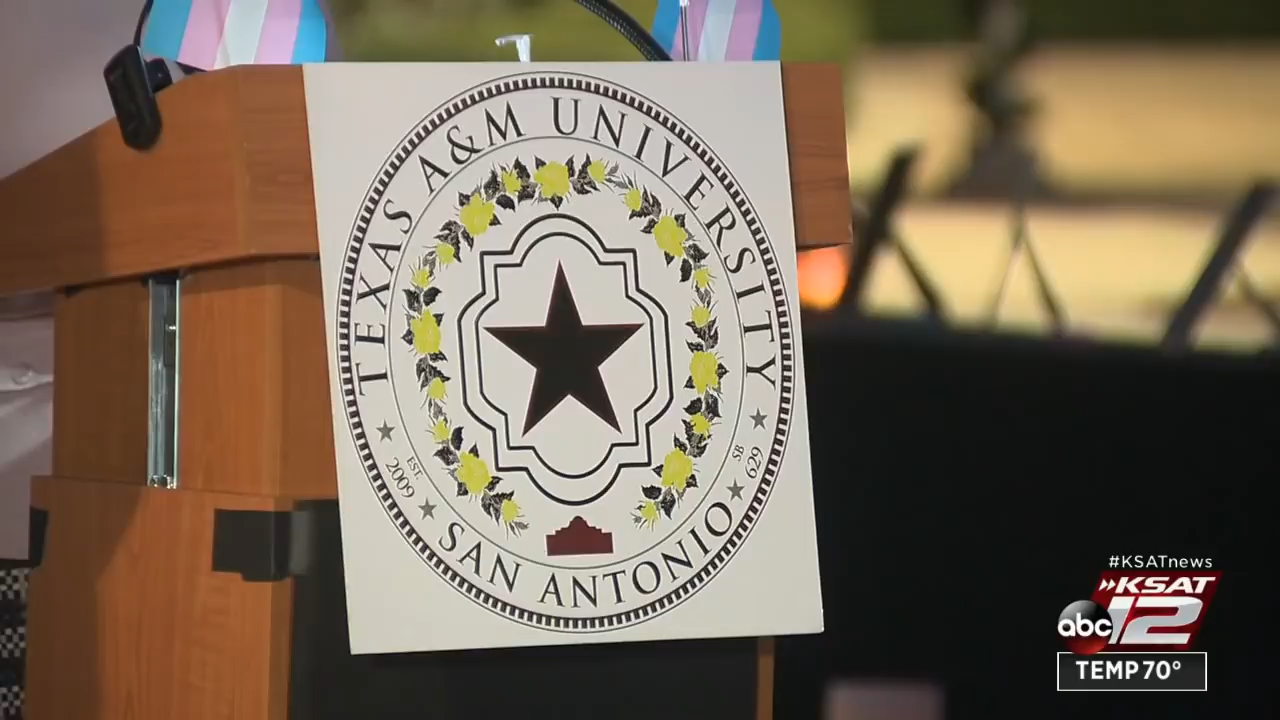 TEXAS A&M UNIVERSITY
EST.
2009
SB
629
SAN ANTONIO
#KSATnews
KSAT
abc
12
TEMP 70°